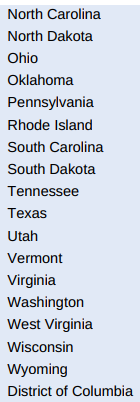 North Carolina
North Dakota
Ohio
Oklahoma
Pennsylvania
Rhode Island
South Carolina
South Dakota
Tennessee
Texas
Utah
Vermont
Virginia
Washington
West Virginia
Wisconsin
Wyoming
District of Columbia